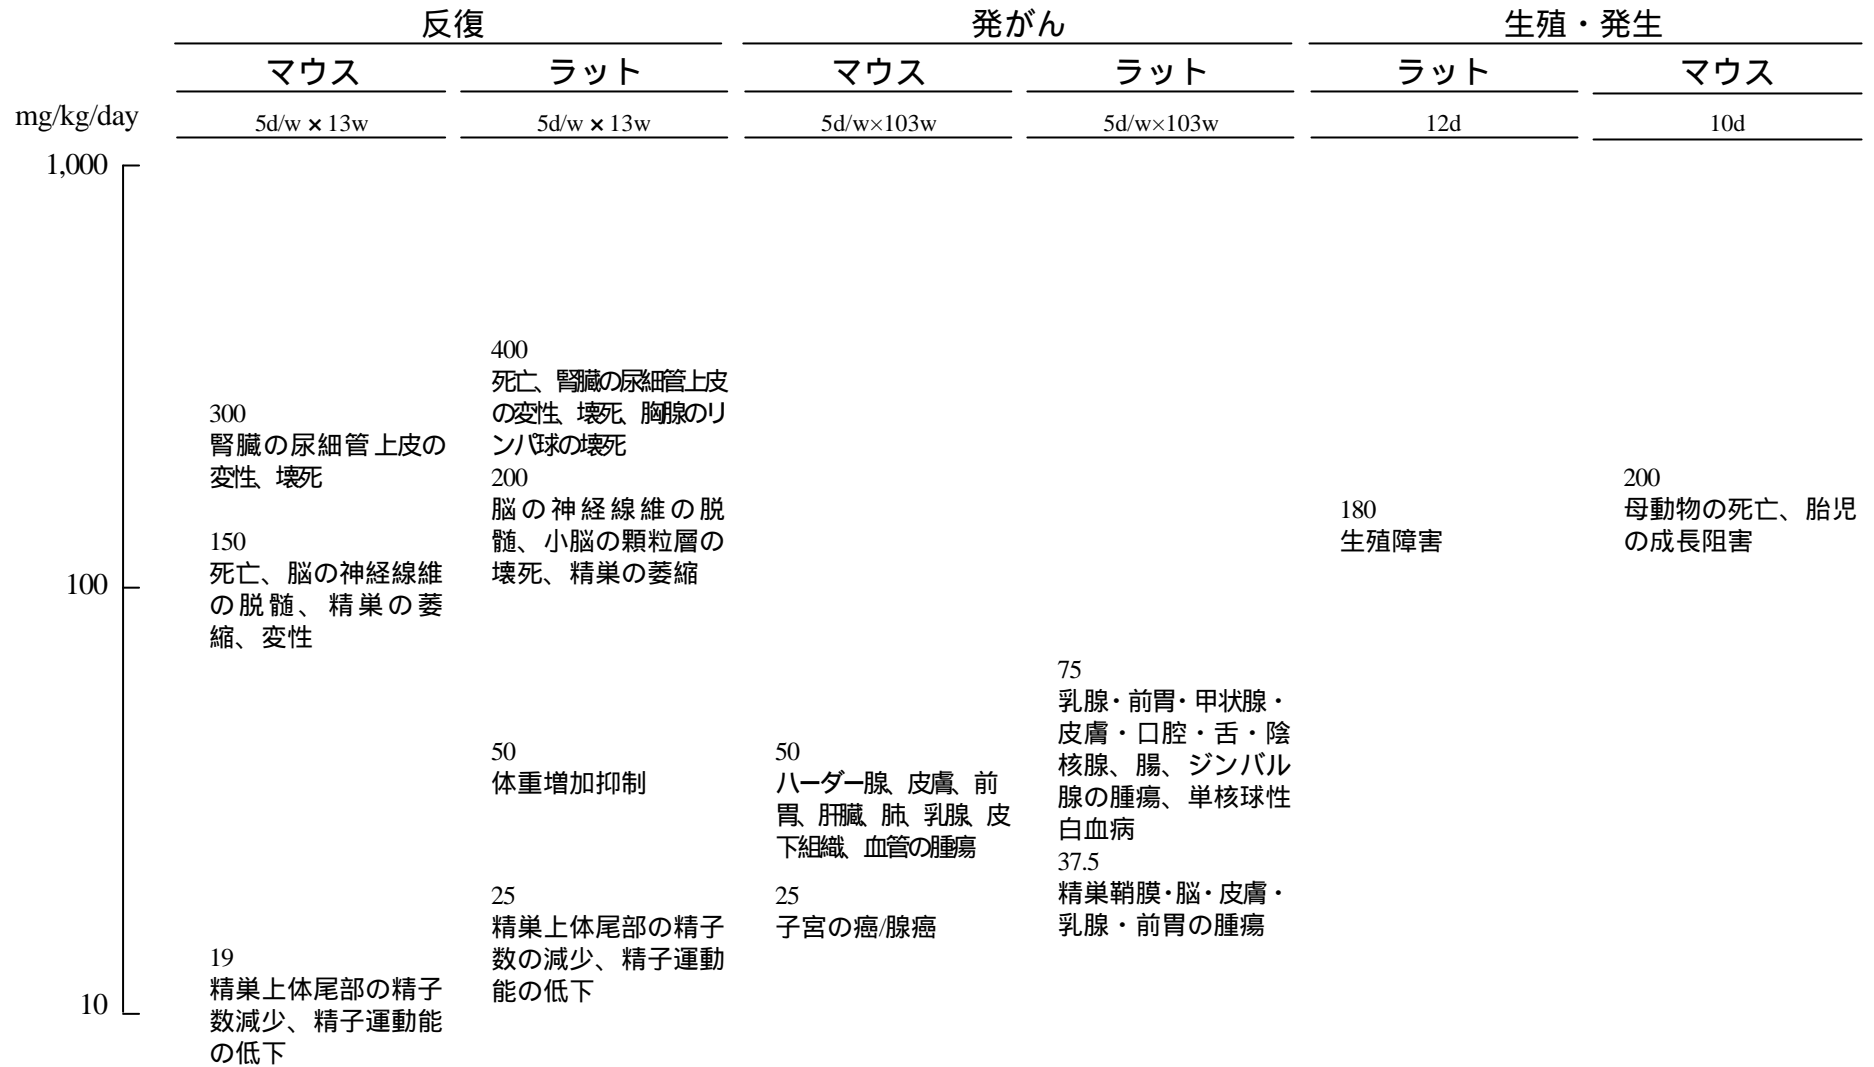 反復
発がん
生殖・発生
マウス
ラット
マウス
ラット
ラット
マウス
mg/kg/day
5d/w×13w
5d/w×13w
5d/w×103w
5d/w×103w
12d
10d
1,000
100
10
300
腎臓の尿細管上皮の
変性、壊死
150
死亡、脳の神経線維
の脱髄、精巣の萎
縮、変性
19
精巣上体尾部の精子
数減少、精子運動能
の低下
400
死亡、腎臓の尿細管上皮
の変性、壊死、胸腺のリ
ンパ球の壊死
200
脳の神経線維の脱
髄、小脳の顆粒層の
壊死、精巣の萎縮
50
体重増加抑制
25
精巣上体尾部の精子
数の減少、精子運動
能の低下
50
ハーダー腺、皮膚、前
胃、肝臓、肺、乳腺、皮
下組織、血管の腫瘍
25
子宮の癌/腺癌
75
乳腺・前胃・甲状腺・
皮膚・口腔・舌・陰
核腺、腸、ジンバル
腺の腫瘍、単核球性
白血病
37.5
精巣鞘膜・脳・皮膚・
乳腺・前胃の腫瘍
180
生殖障害
200
母動物の死亡、胎児
の成長阻害